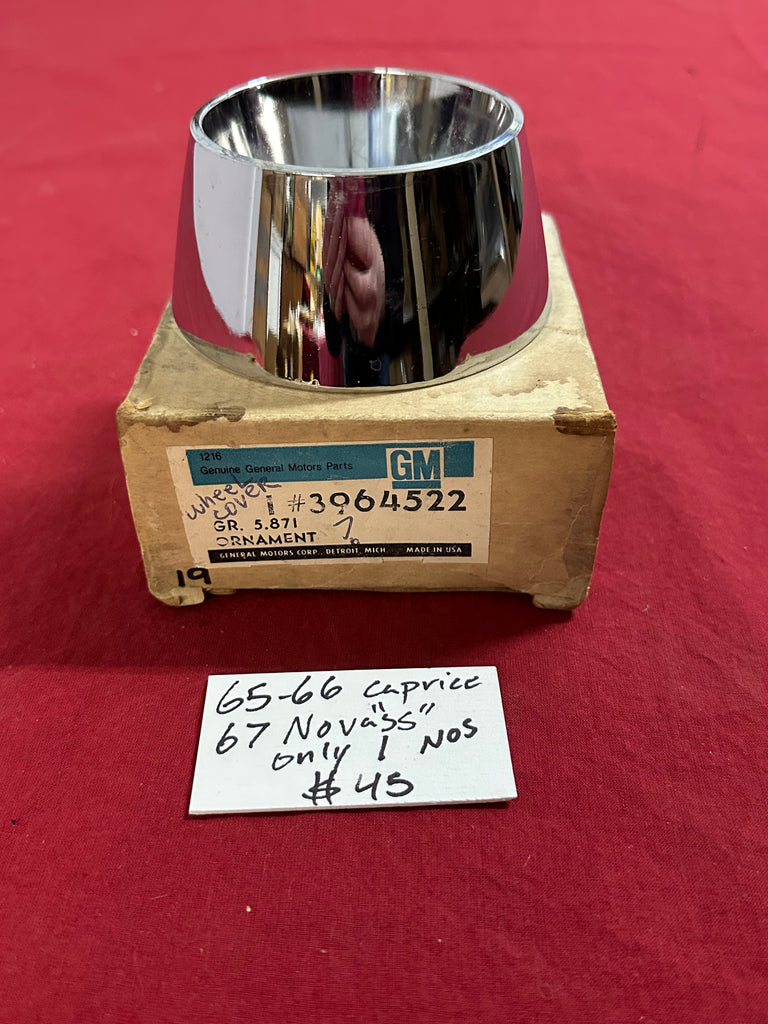 1216
Genuine General Motors Parts
GM
wheel cover
1 #3964522
GR. 5.871
ORNAMENT ?
GENERAL MOTORS CORP., DETROIT, MICH MADE IN USA
19
65-66 Caprice
67 Nova "SS"
only 1 NOS
$45